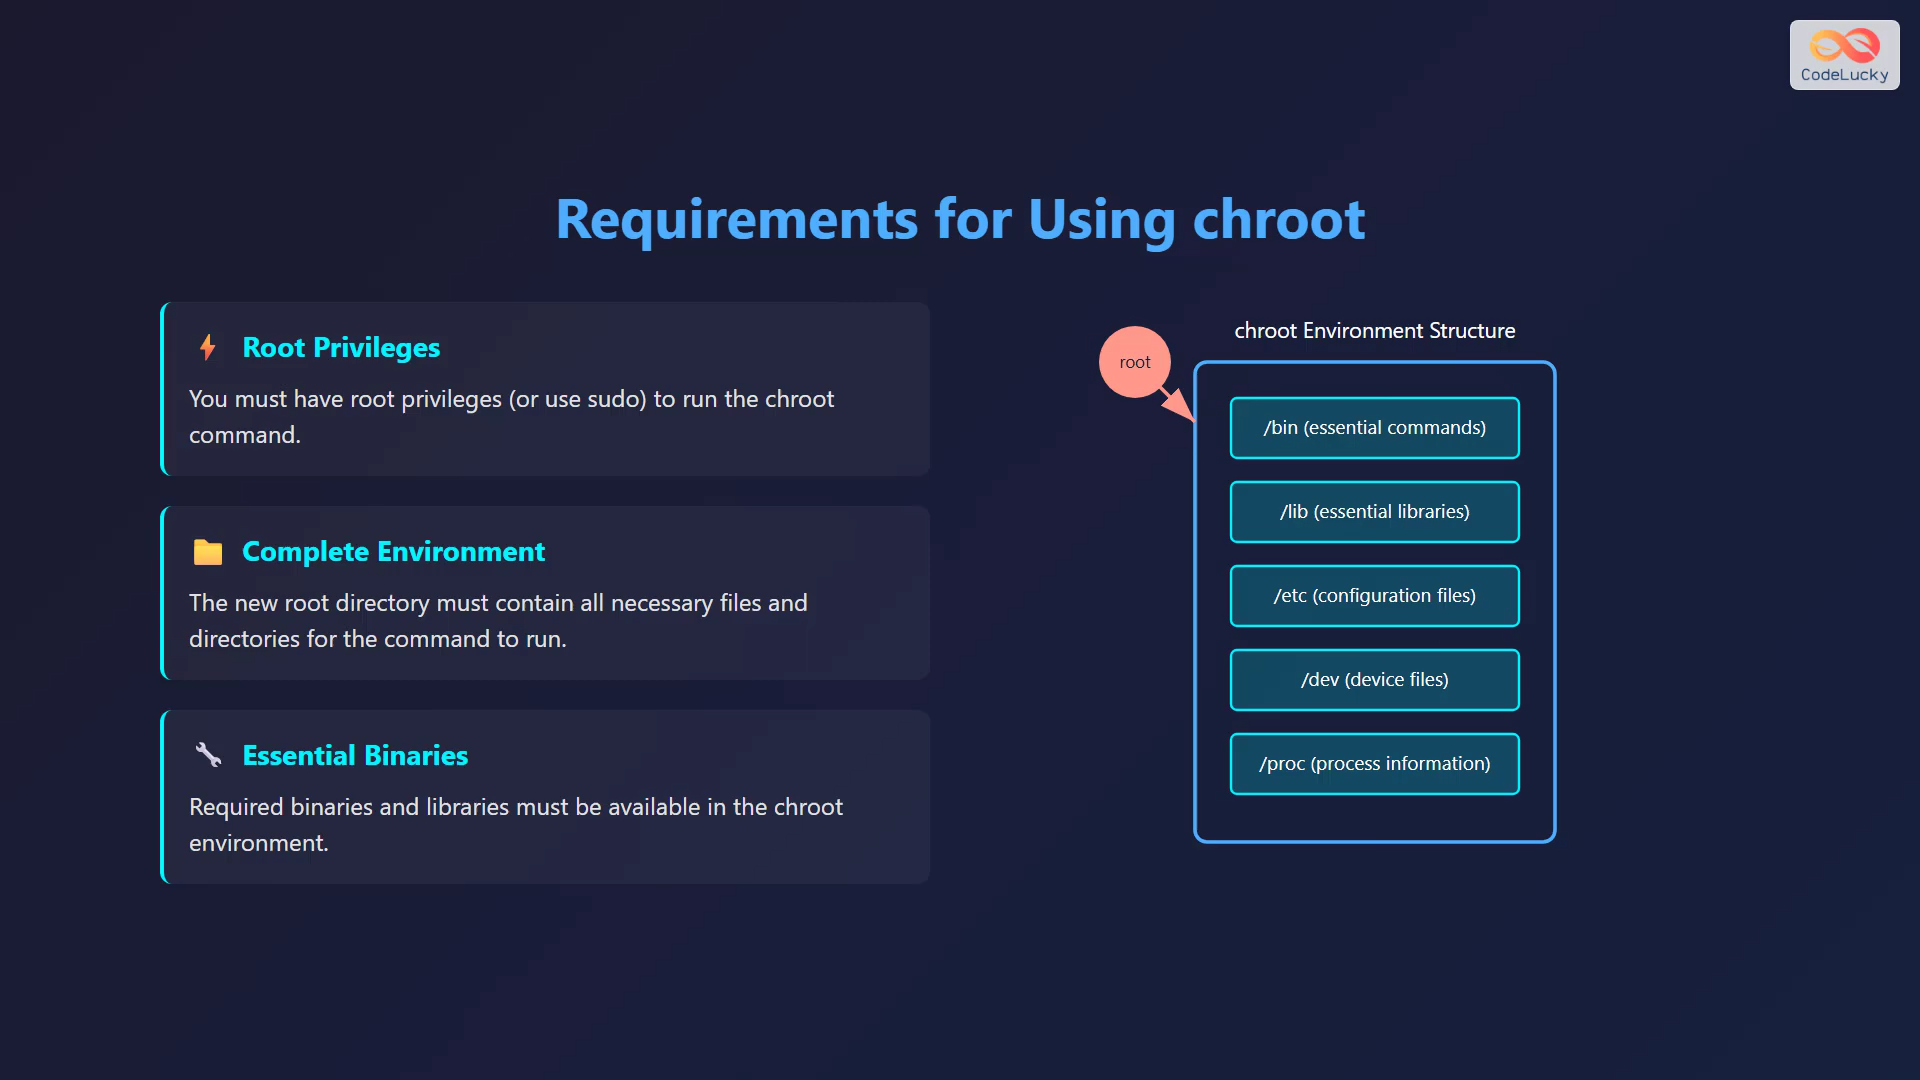 CodeLucky
Requirements for Using chroot
Root Privileges
You must have root privileges (or use sudo) to run the chroot
command.
Complete Environment
The new root directory must contain all necessary files and
directories for the command to run.
Essential Binaries
Required binaries and libraries must be available in the chroot
environment.
chroot Environment Structure
root
/bin (essential commands)
/lib (essential libraries)
/etc (configuration files)
/dev (device files)
/proc (process information)